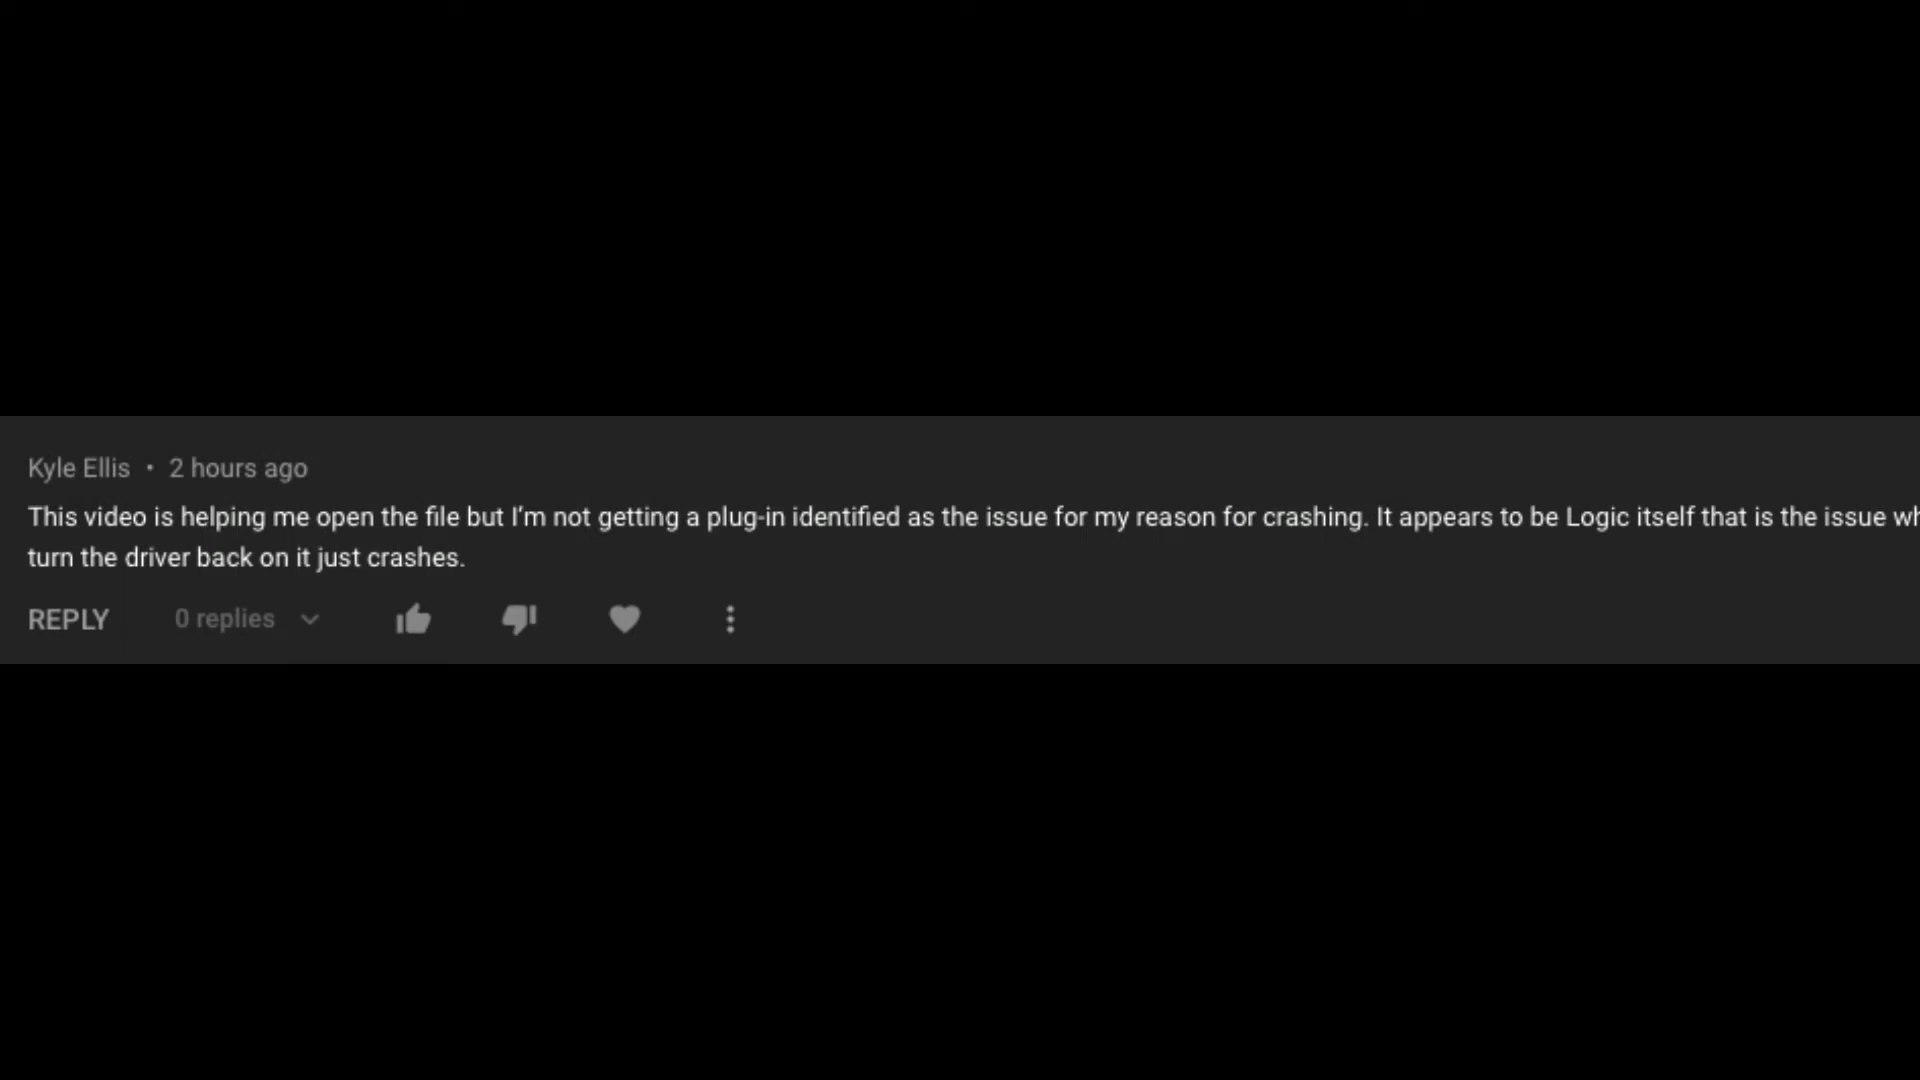 Kyle Ellis • 2 hours ago
This video is helping me open the file but I'm not getting a plug-in identified as the issue for my reason for crashing. It appears to be Logic itself that is the issue
turn the driver back on it just crashes.
REPLY 0 replies